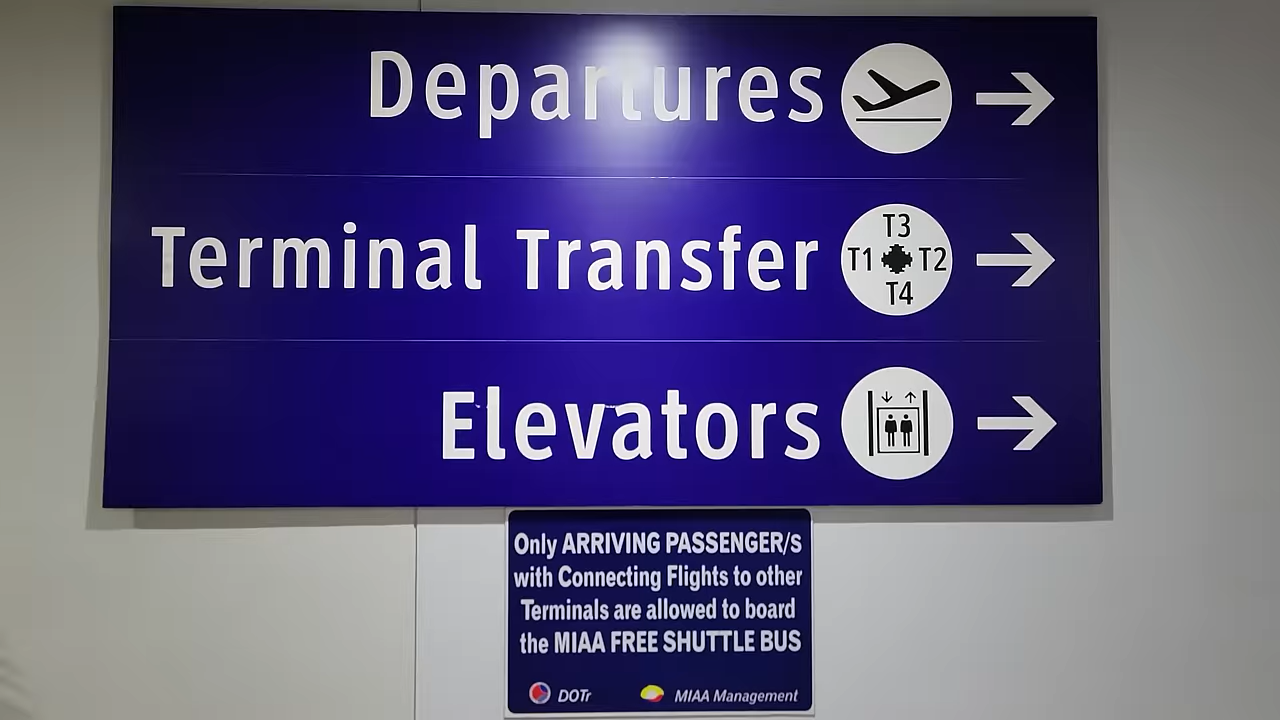 Departures
Terminal Transfer
T3
T1 T2
T4
Elevators
Only ARRIVING PASSENGER/S
with Connecting Flights to other
Terminals are allowed to board
the MIAA FREE SHUTTLE BUS
DOTr MIAA Management